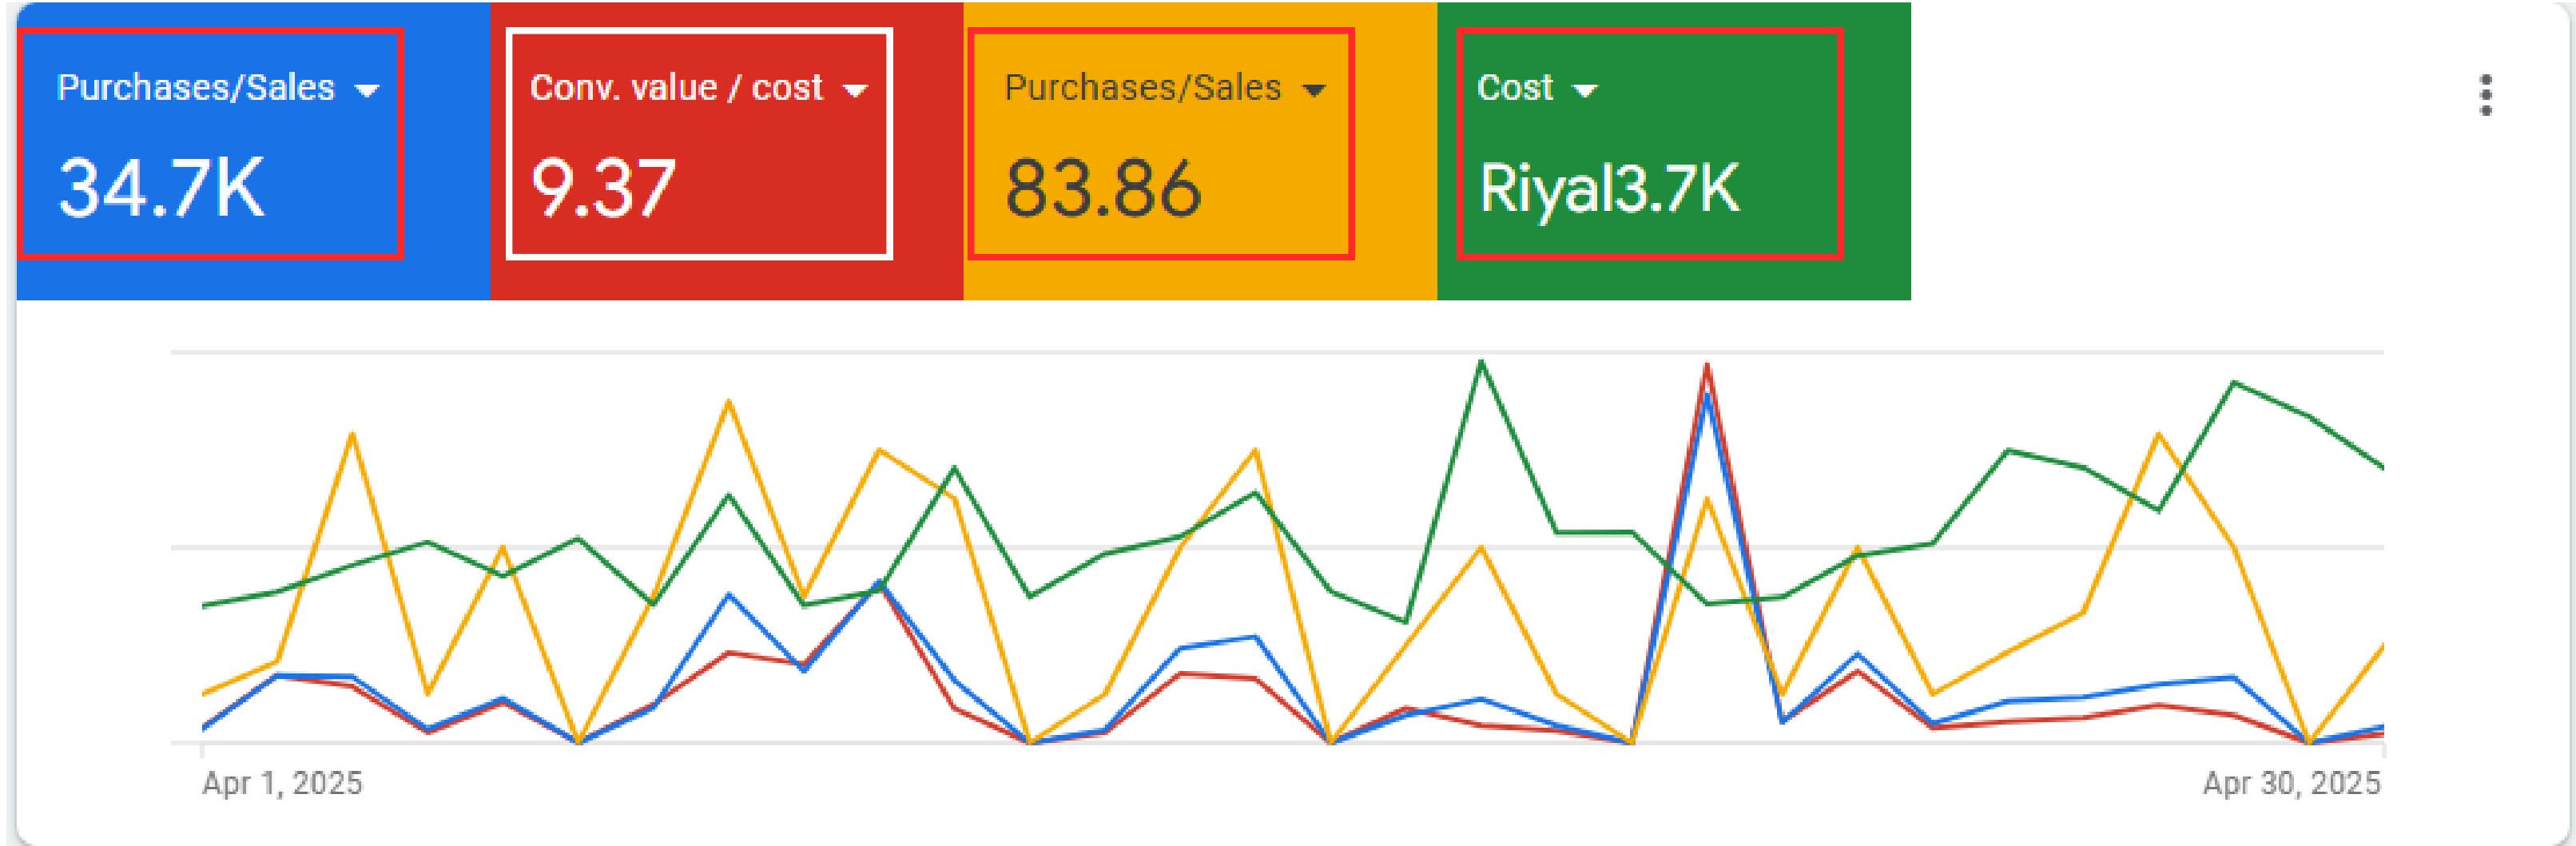 Purchases/Sales
34.7K
Conv. value / cost
9.37
Purchases/Sales
83.86
Cost
Riyal3.7K
Apr 1, 2025
Apr 30, 2025